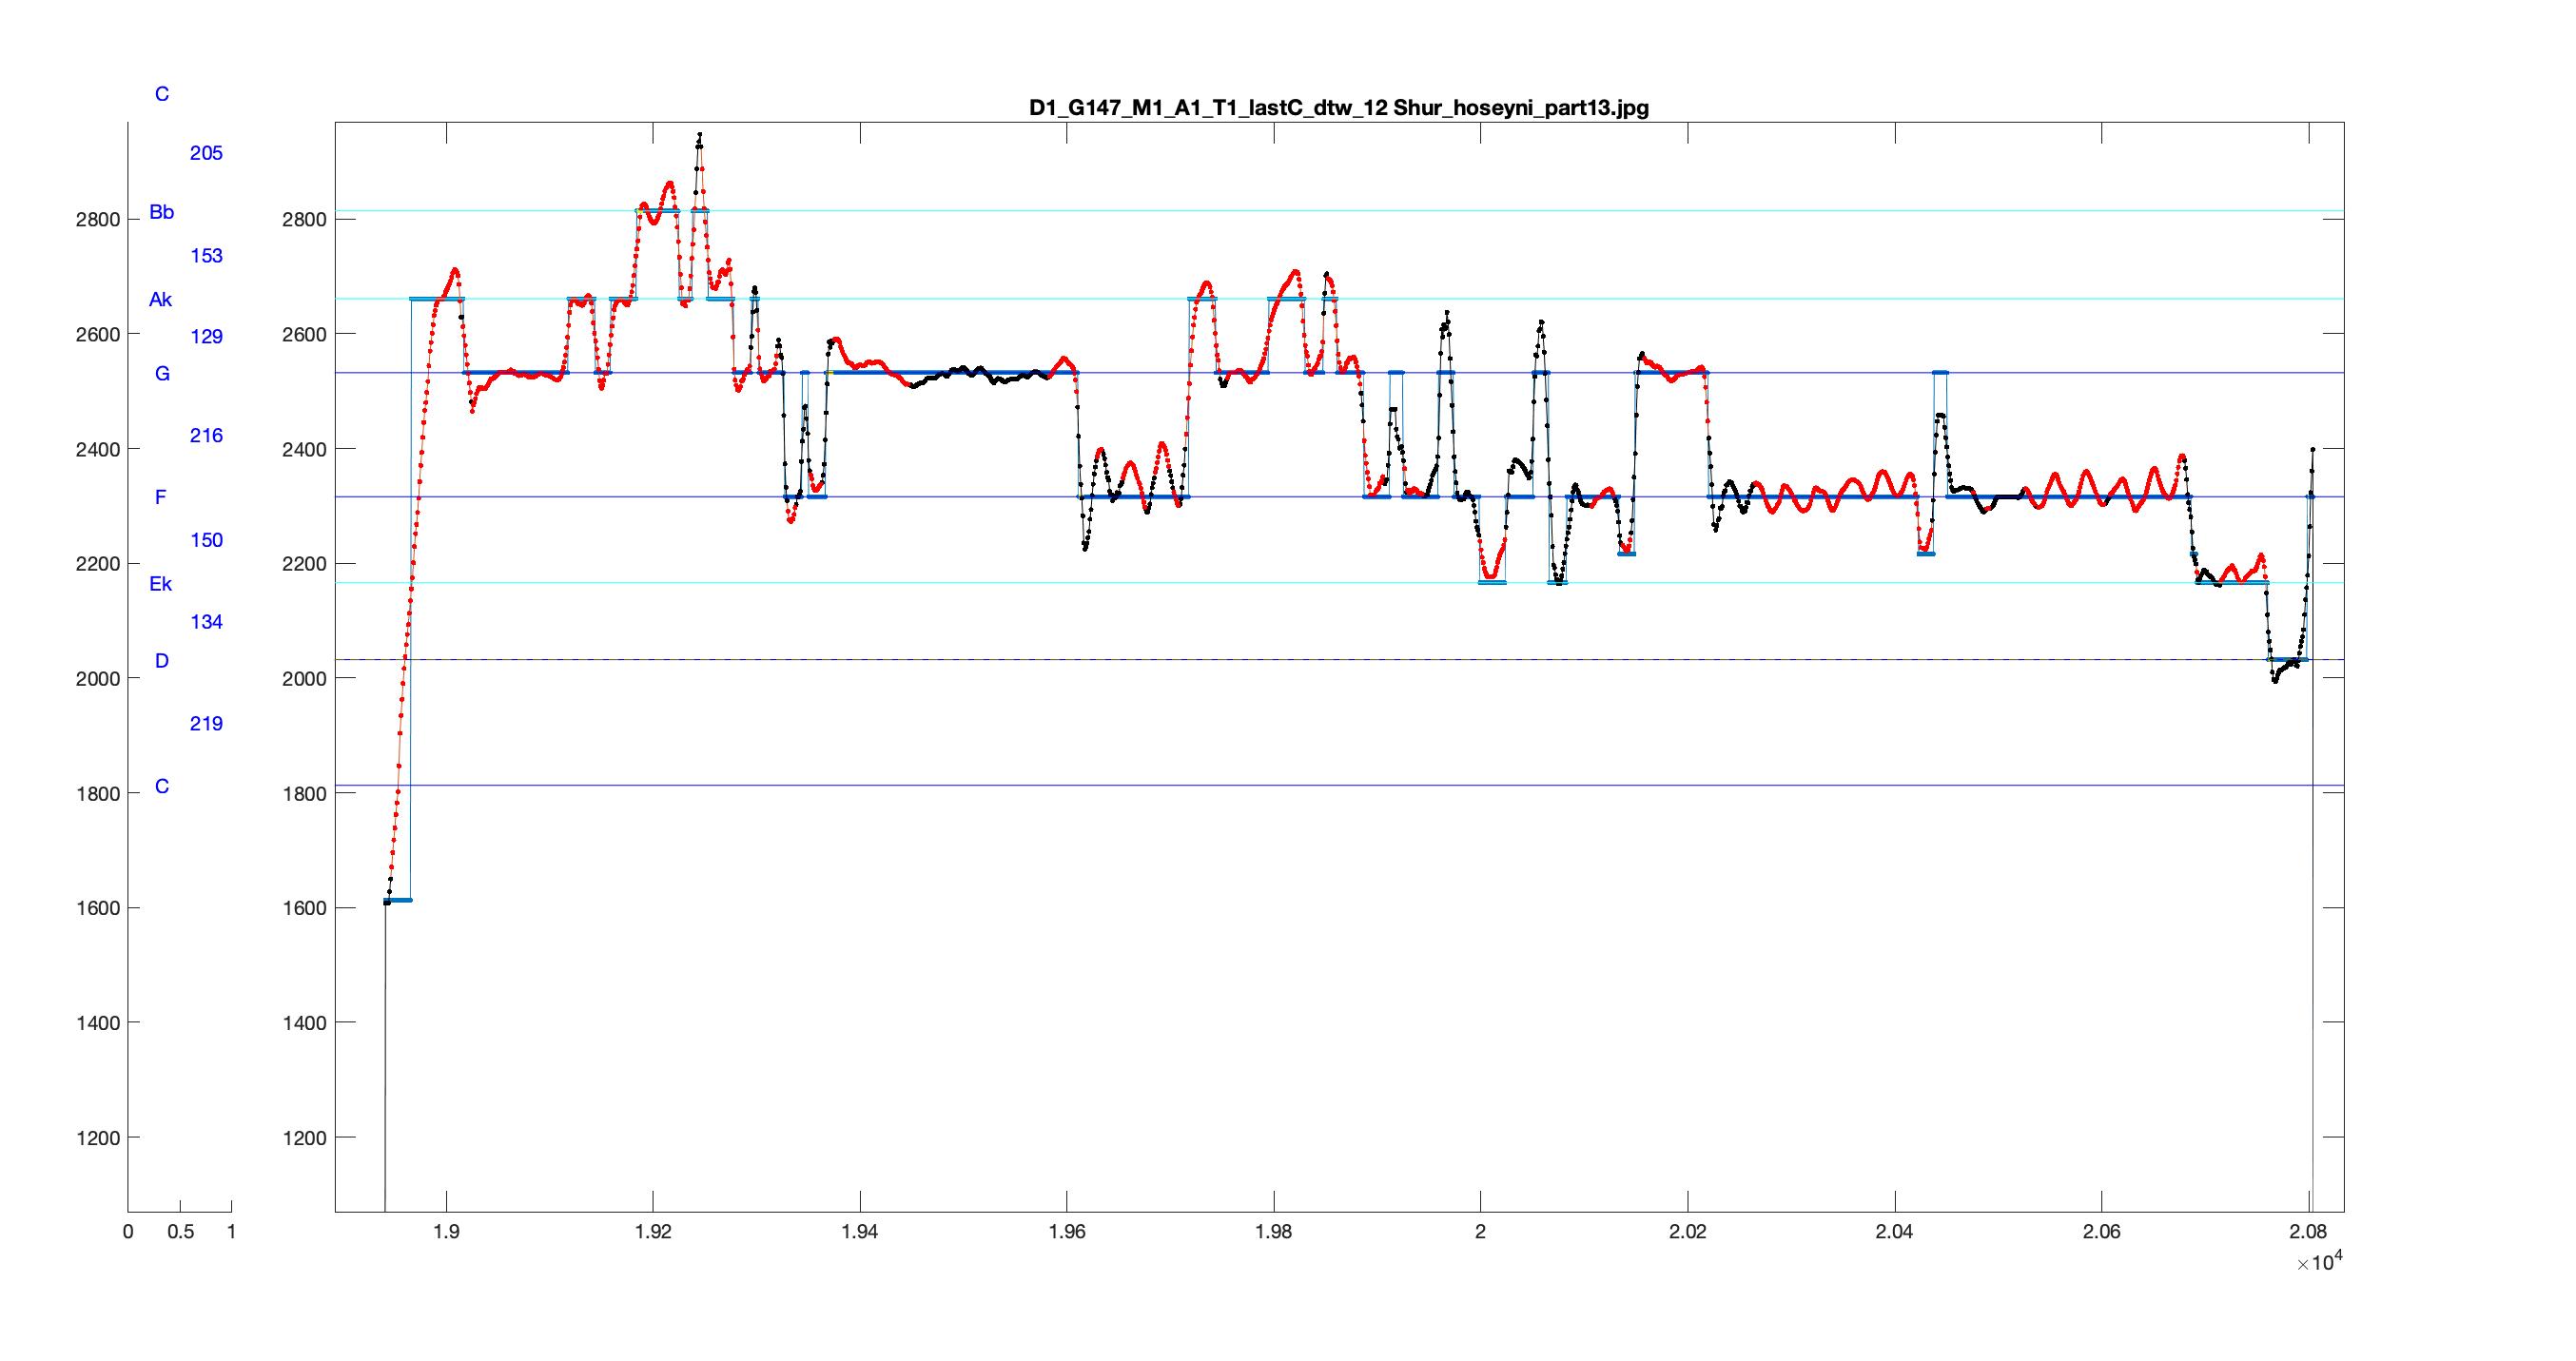 D1_G147_M1_A1_T1_lastC_dtw_12 Shur_hoseyni_part13.jpg
C
205
2800 Bb 2800
153
Ak
2600 129 2600
G
2400 216 2400
F
150
2200 Ek 2200
134
D
2000 2000
219
1800 C 1800
1600 1600
1400 1400
1200 1200
0 0.5 1 1.9 1.92 1.94 1.96 1.98 2 2.02 2.04 2.06 2.08
×10^4